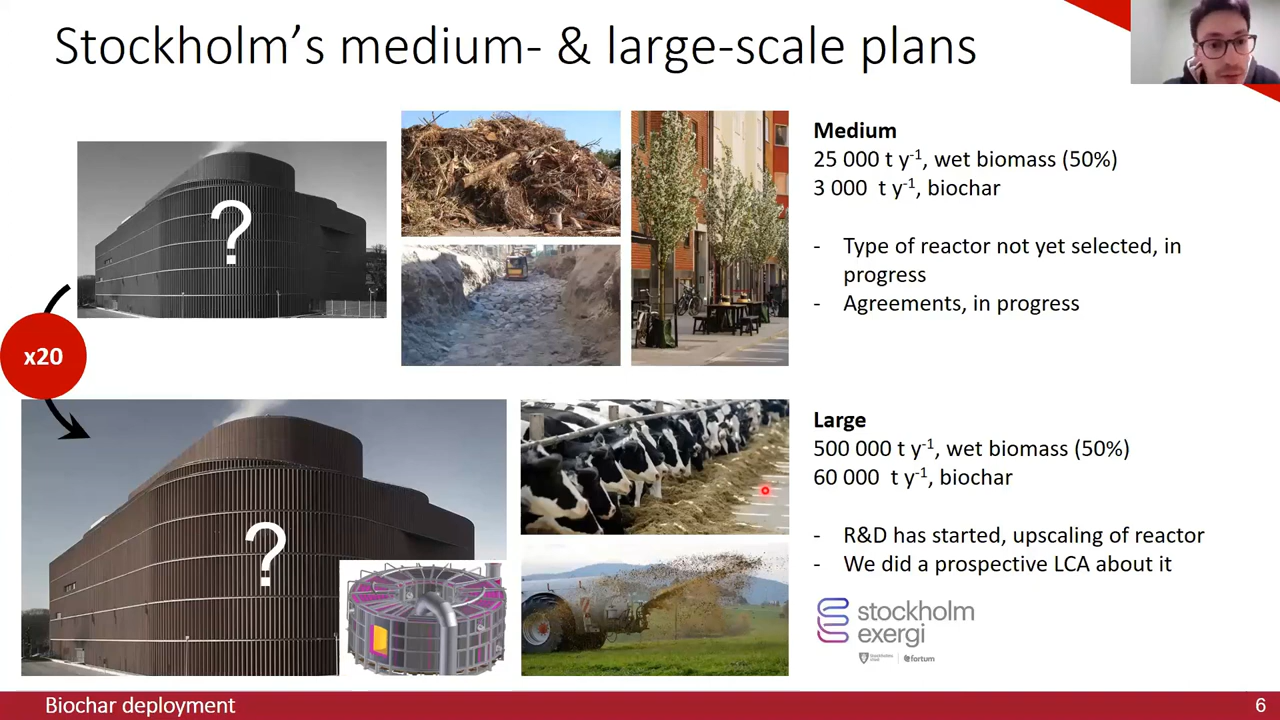 Stockholm’s medium- & large-scale plans
?
Medium
25 000 t y-1, wet biomass (50%)
3 000 t y-1, biochar
- Type of reactor not yet selected, in
progress
- Agreements, in progress
x20
?
Large
500 000 t y-1, wet biomass (50%)
60 000 t y-1, biochar
- R&D has started, upscaling of reactor
- We did a prospective LCA about it
stockholm
exergi
fortum
Biochar deployment
6